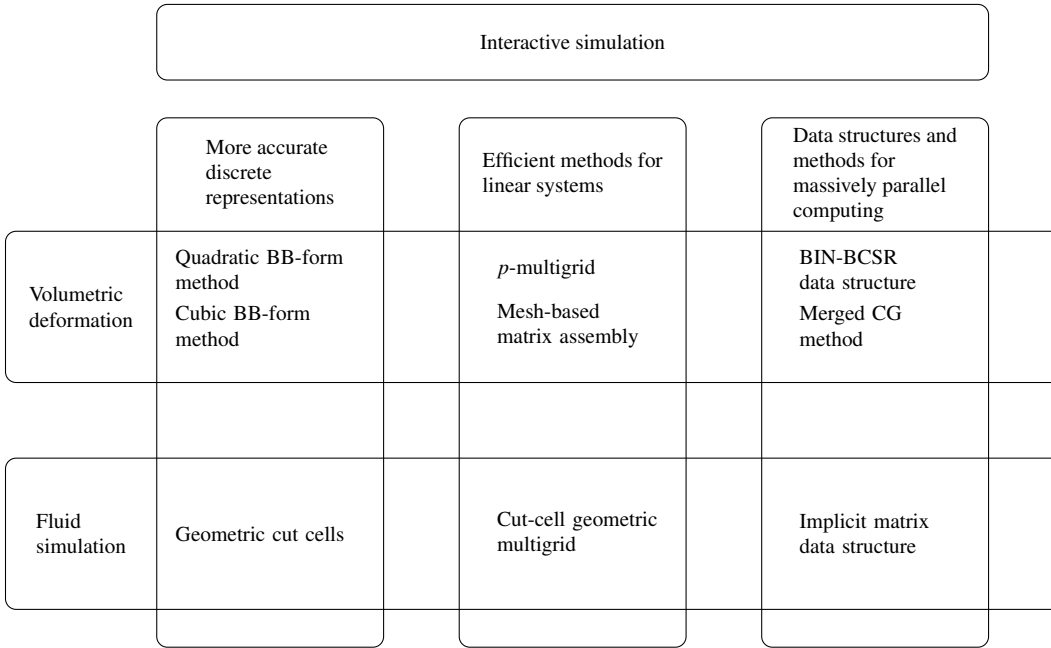 Interactive simulation
More accurate
discrete
representations
Efficient methods for
linear systems
Data structures and
methods for
massively parallel
computing
Volumetric
deformation
Quadratic BB-form
method
Cubic BB-form
method
p-multigrid
Mesh-based
matrix assembly
BIN-BCSR
data structure
Merged CG
method
Fluid
simulation
Geometric cut cells
Cut-cell geometric
multigrid
Implicit matrix
data structure